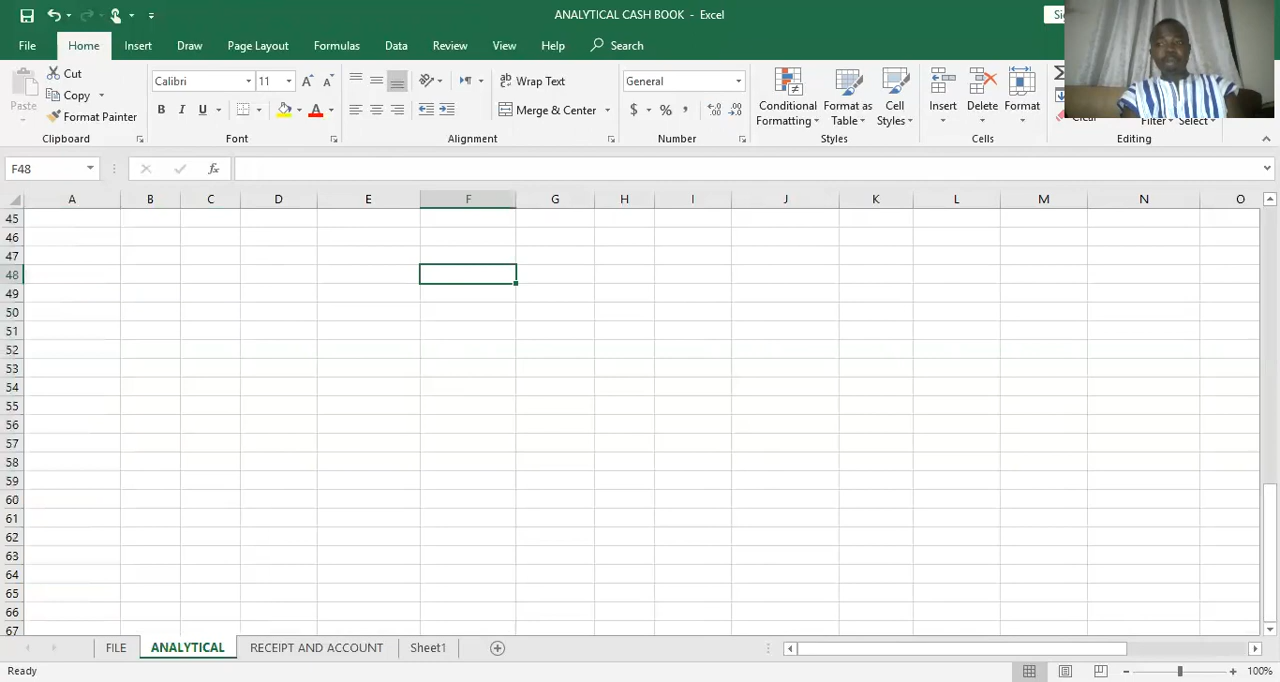 ANALYTICAL CASH BOOK - Excel
File Home Insert Draw Page Layout Formulas Data Review View Help Search
Paste Cut Copy Format Painter
Calibri 11
B I U A
Wrap Text
Merge & Center
General
$ %
Conditional Formatting
Format as Table
Cell Styles
Insert Delete Format
Clear
Clipboard Font Alignment Number Styles Cells Editing
F48 fx
A B C D E F G H I J K L M N O
45
46
47
48
49
50
51
52
53
54
55
56
57
58
59
60
61
62
63
64
65
66
67
FILE ANALYTICAL RECEIPT AND ACCOUNT Sheet1
Ready 100%